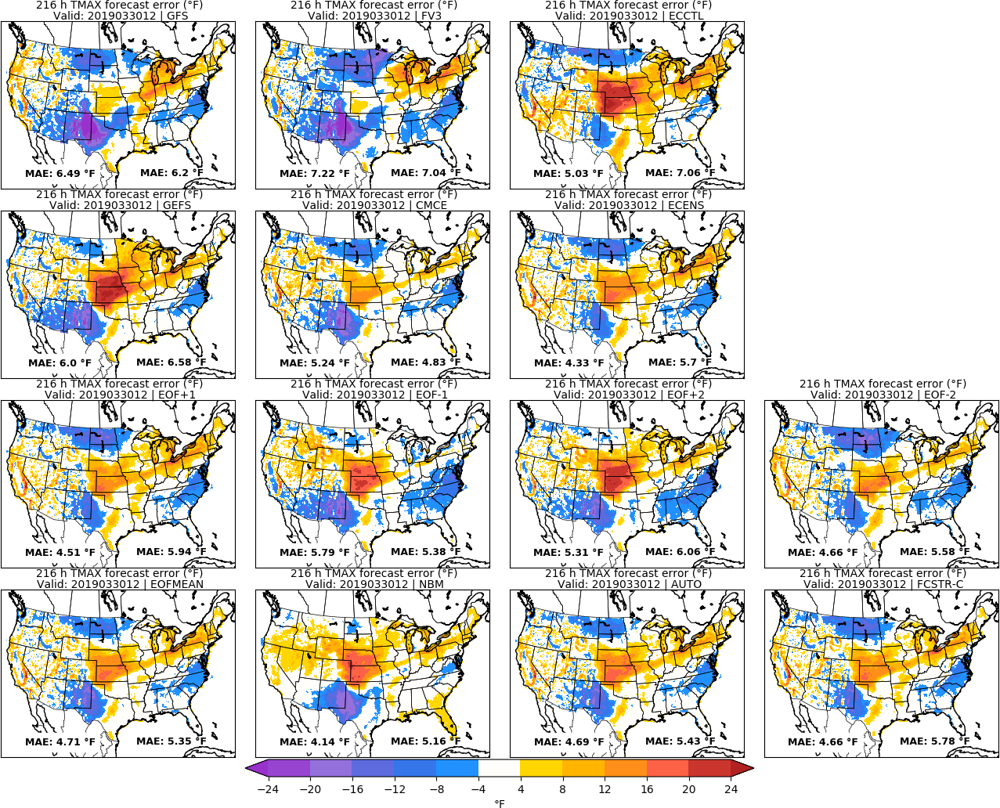 216 h TMAX forecast error (°F)
Valid: 2019033012 | GFS
MAE: 6.49 °F
MAE: 6.2 °F
216 h TMAX forecast error (°F)
Valid: 2019033012 | FV3
MAE: 7.22 °F
MAE: 7.04 °F
216 h TMAX forecast error (°F)
Valid: 2019033012 | ECCTL
MAE: 5.03 °F
MAE: 7.06 °F
216 h TMAX forecast error (°F)
Valid: 2019033012 | GEFS
MAE: 6.0 °F
MAE: 6.58 °F
216 h TMAX forecast error (°F)
Valid: 2019033012 | CMCE
MAE: 5.24 °F
MAE: 4.83 °F
216 h TMAX forecast error (°F)
Valid: 2019033012 | ECENS
MAE: 4.33 °F
MAE: 5.7 °F
216 h TMAX forecast error (°F)
Valid: 2019033012 | EOF+1
MAE: 4.51 °F
MAE: 5.94 °F
216 h TMAX forecast error (°F)
Valid: 2019033012 | EOF-1
MAE: 5.79 °F
MAE: 5.38 °F
216 h TMAX forecast error (°F)
Valid: 2019033012 | EOF+2
MAE: 5.31 °F
MAE: 6.06 °F
216 h TMAX forecast error (°F)
Valid: 2019033012 | EOF-2
MAE: 4.66 °F
MAE: 5.58 °F
216 h TMAX forecast error (°F)
Valid: 2019033012 | EOFMEAN
MAE: 4.71 °F
MAE: 5.35 °F
216 h TMAX forecast error (°F)
Valid: 2019033012 | NBM
MAE: 4.14 °F
MAE: 5.16 °F
216 h TMAX forecast error (°F)
Valid: 2019033012 | AUTO
MAE: 4.69 °F
MAE: 5.43 °F
216 h TMAX forecast error (°F)
Valid: 2019033012 | FCSTR-C
MAE: 4.66 °F
MAE: 5.78 °F
−24 −20 −16 −12 −8 −4 4 8 12 16 20 24
°F